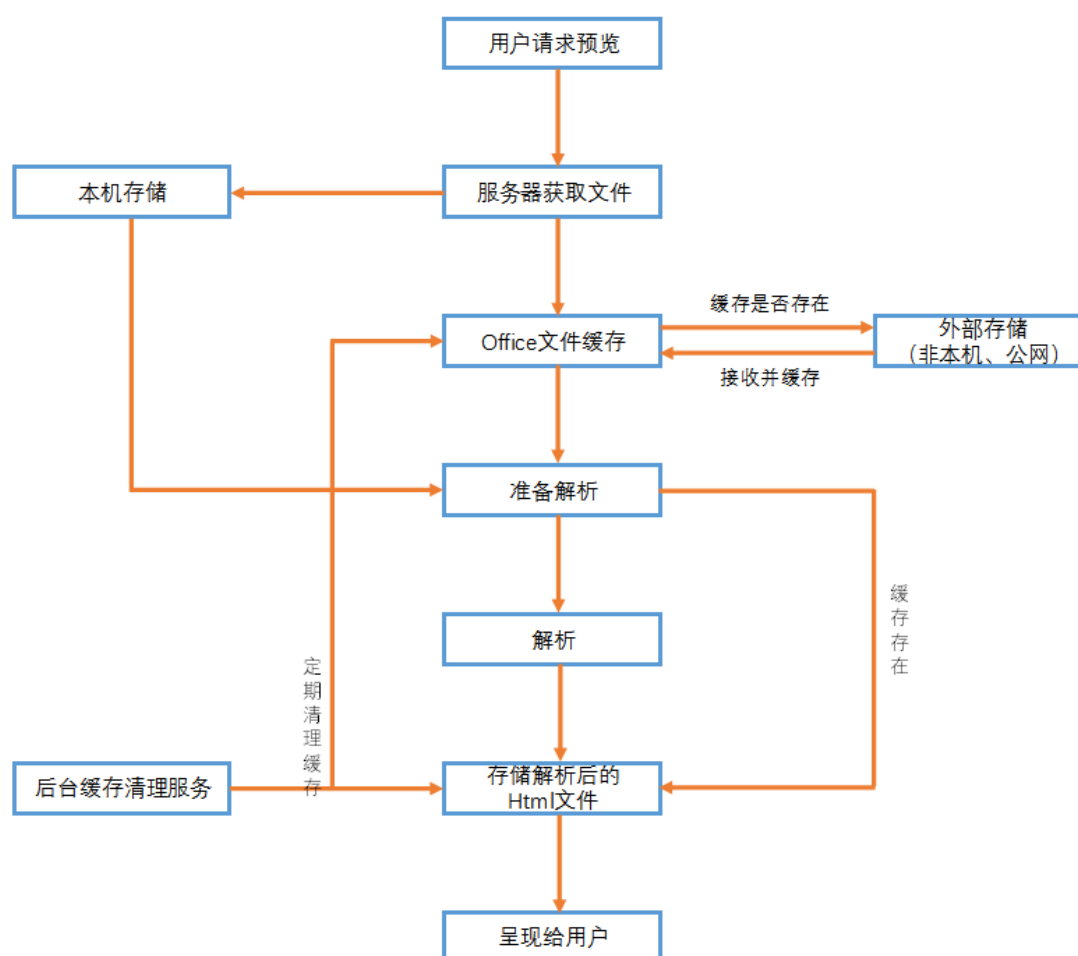 用户请求预览
本机存储
服务器获取文件
缓存是否存在
Office文件缓存
外部存储
（非本机、公网）
接收并缓存
准备解析
缓存存在
解析
定期清理缓存
后台缓存清理服务
存储解析后的
Html文件
呈现给用户